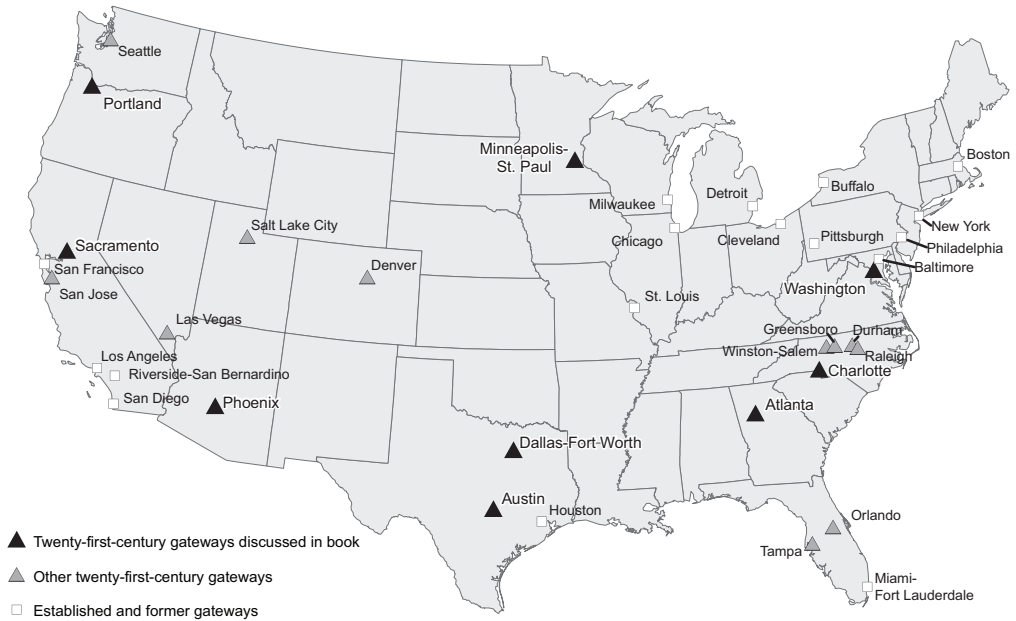 Seattle
Portland
Minneapolis-
St. Paul
Boston
Milwaukee
Detroit
Buffalo
New York
Chicago
Cleveland
Pittsburgh
Philadelphia
Baltimore
Salt Lake City
Sacramento
San Francisco
San Jose
Denver
St. Louis
Washington
Las Vegas
Greensboro
Durham
Winston-Salem
Raleigh
Los Angeles
Riverside-San Bernardino
San Diego
Charlotte
Phoenix
Atlanta
Dallas-Fort Worth
Austin
Houston
Orlando
Tampa
Miami-
Fort Lauderdale
Twenty-first-century gateways discussed in book
Other twenty-first-century gateways
Established and former gateways